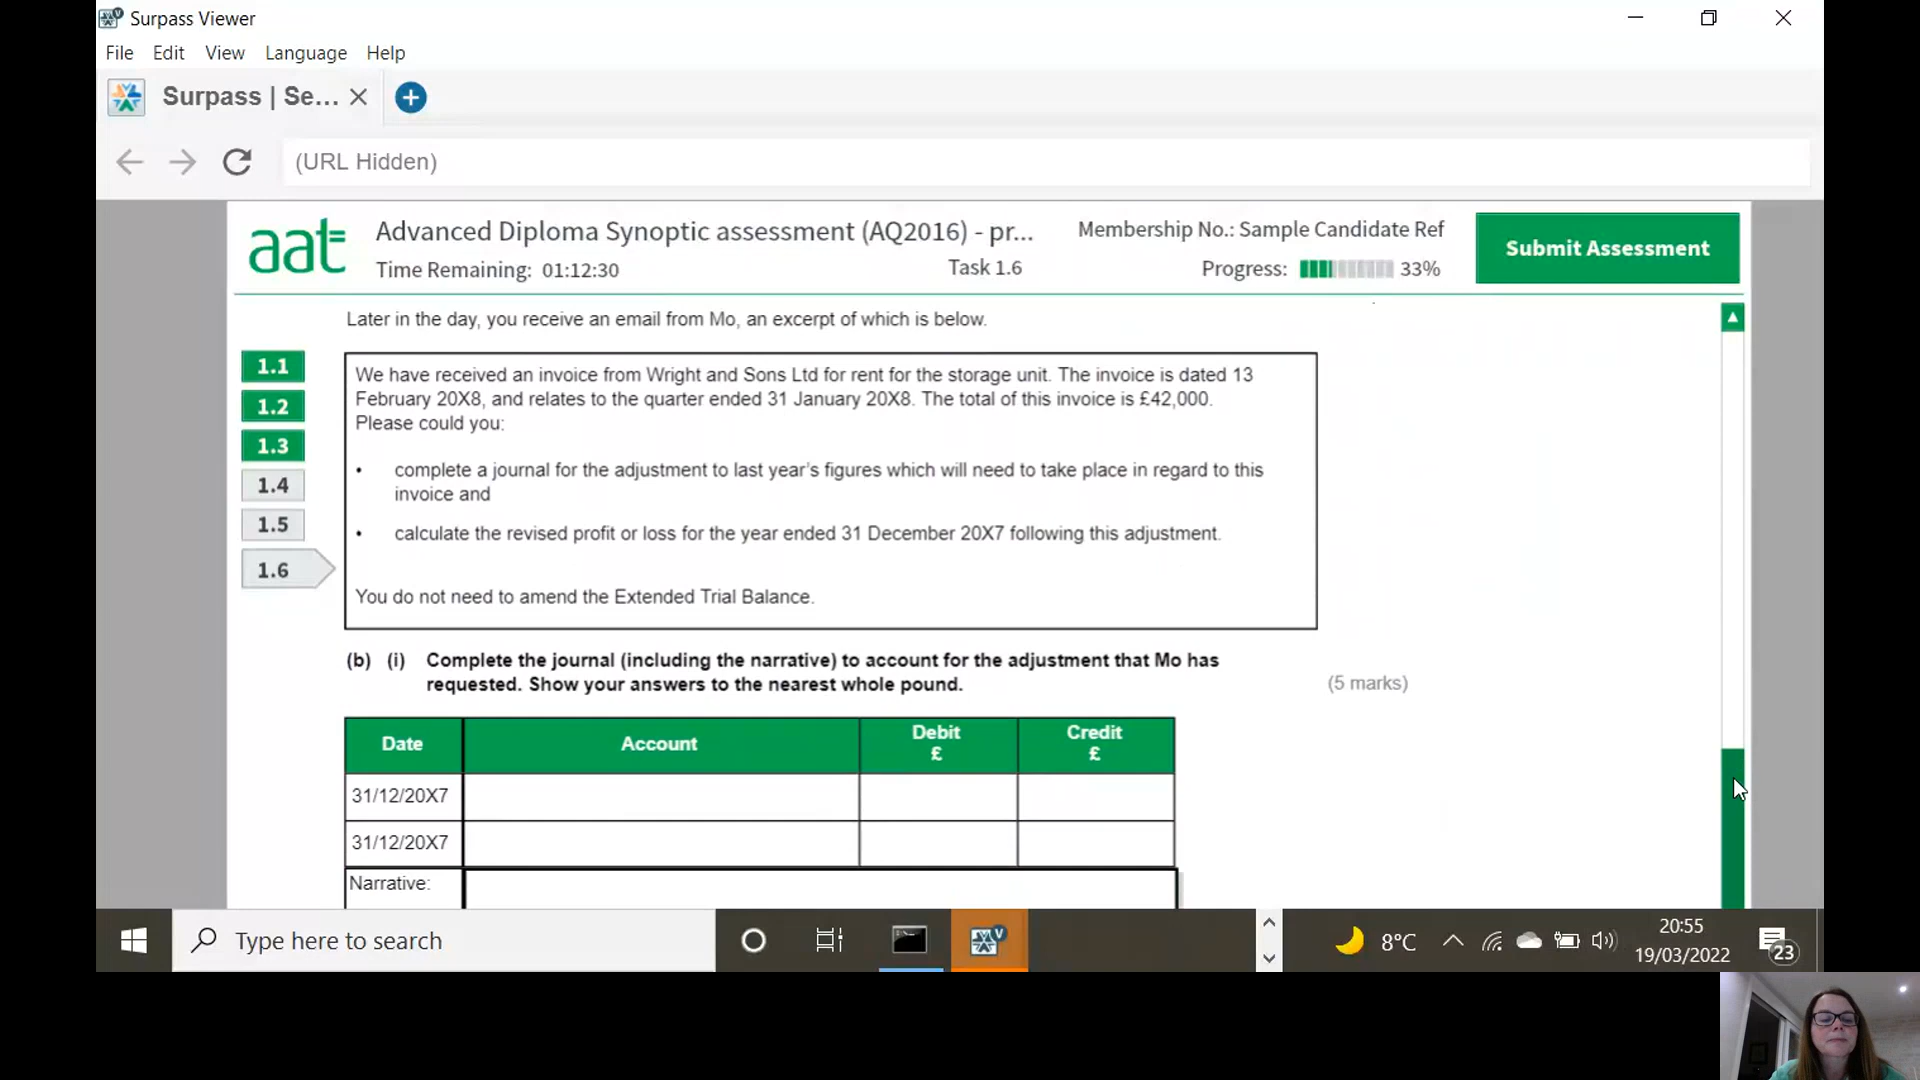 Surpass Viewer
File Edit View Language Help
Surpass | Se...
(URL Hidden)
aat
Advanced Diploma Synoptic assessment (AQ2016) - pr...
Membership No.: Sample Candidate Ref
Submit Assessment
Time Remaining: 01:12:30
Task 1.6
Progress: 33%
Later in the day, you receive an email from Mo, an excerpt of which is below.
1.1
1.2
1.3
1.4
1.5
1.6
We have received an invoice from Wright and Sons Ltd for rent for the storage unit. The invoice is dated 13
February 20X8, and relates to the quarter ended 31 January 20X8. The total of this invoice is £42,000.
Please could you:
• complete a journal for the adjustment to last year's figures which will need to take place in regard to this
invoice and
• calculate the revised profit or loss for the year ended 31 December 20X7 following this adjustment.
You do not need to amend the Extended Trial Balance.
(b) (i) Complete the journal (including the narrative) to account for the adjustment that Mo has
requested. Show your answers to the nearest whole pound.
(5 marks)
Date Account Debit £ Credit £
31/12/20X7
31/12/20X7
Narrative:
Type here to search
8°C
20:55
19/03/2022
23